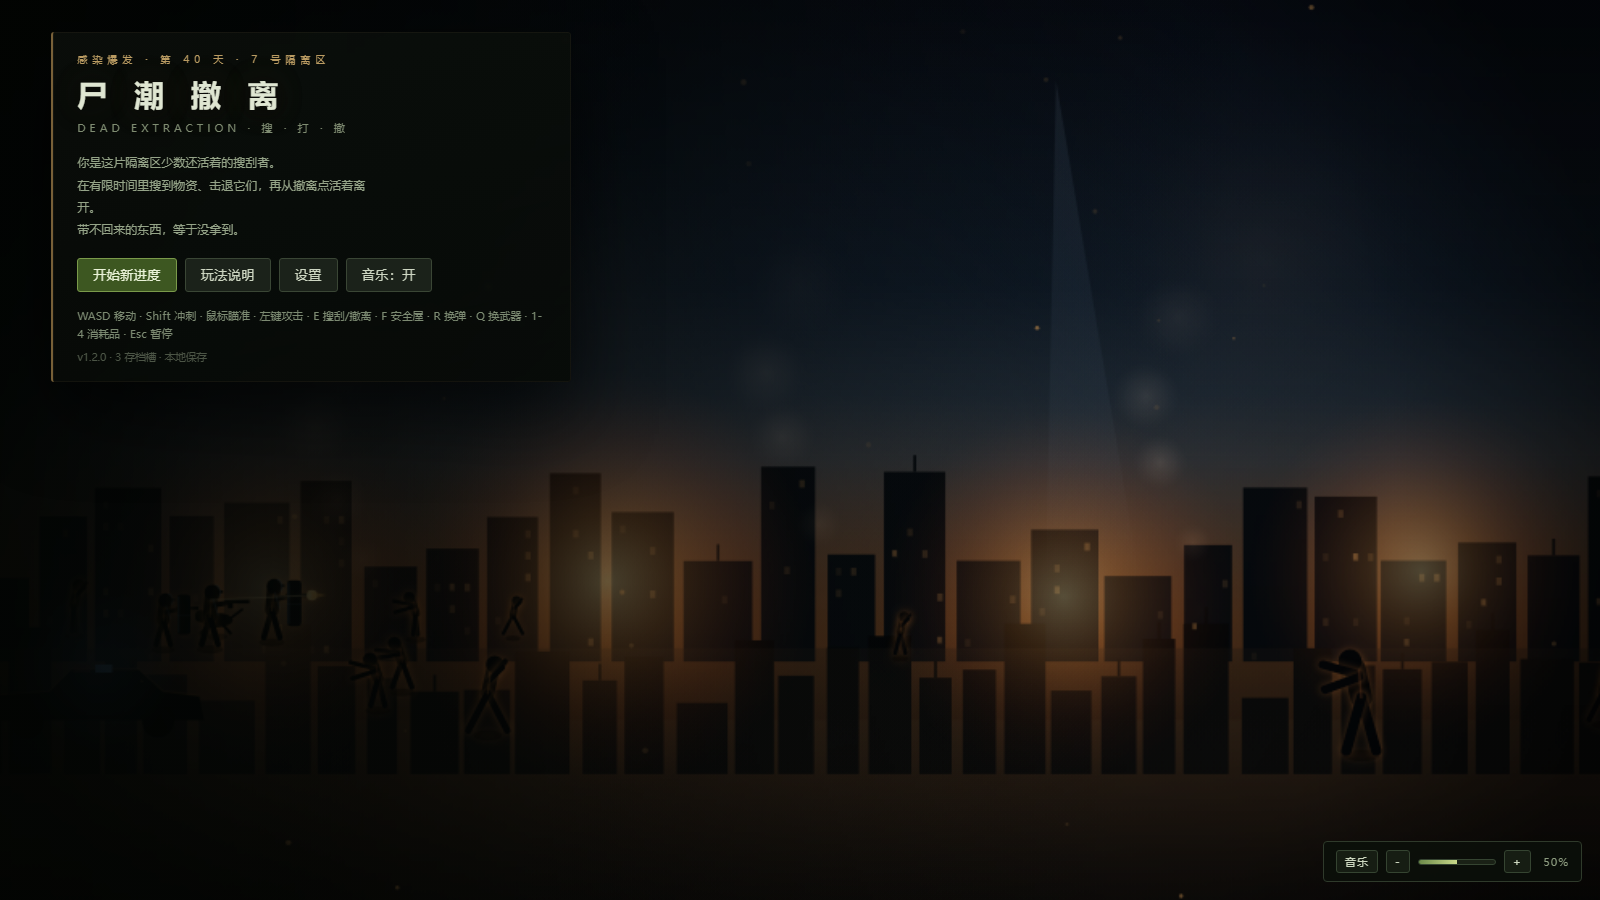 感染爆发 · 第 40 天 · 7 号隔离区
尸潮撤离
DEAD EXTRACTION · 搜 · 打 · 撤
你是这片隔离区少数还活着的搜刮者。
在有限时间里搜到物资、击退它们，再从撤离点活着离
开。
带不回来的东西，等于没拿到。
开始新进度
玩法说明
设置
音乐：开
WASD 移动 · Shift 冲刺 · 鼠标瞄准 · 左键攻击 · E 搜刮/撤离 · F 安全屋 · R 换弹 · Q 换武器 · 1-
4 消耗品 · Esc 暂停
v1.2.0 · 3 存档槽 · 本地保存
音乐 - + 50%